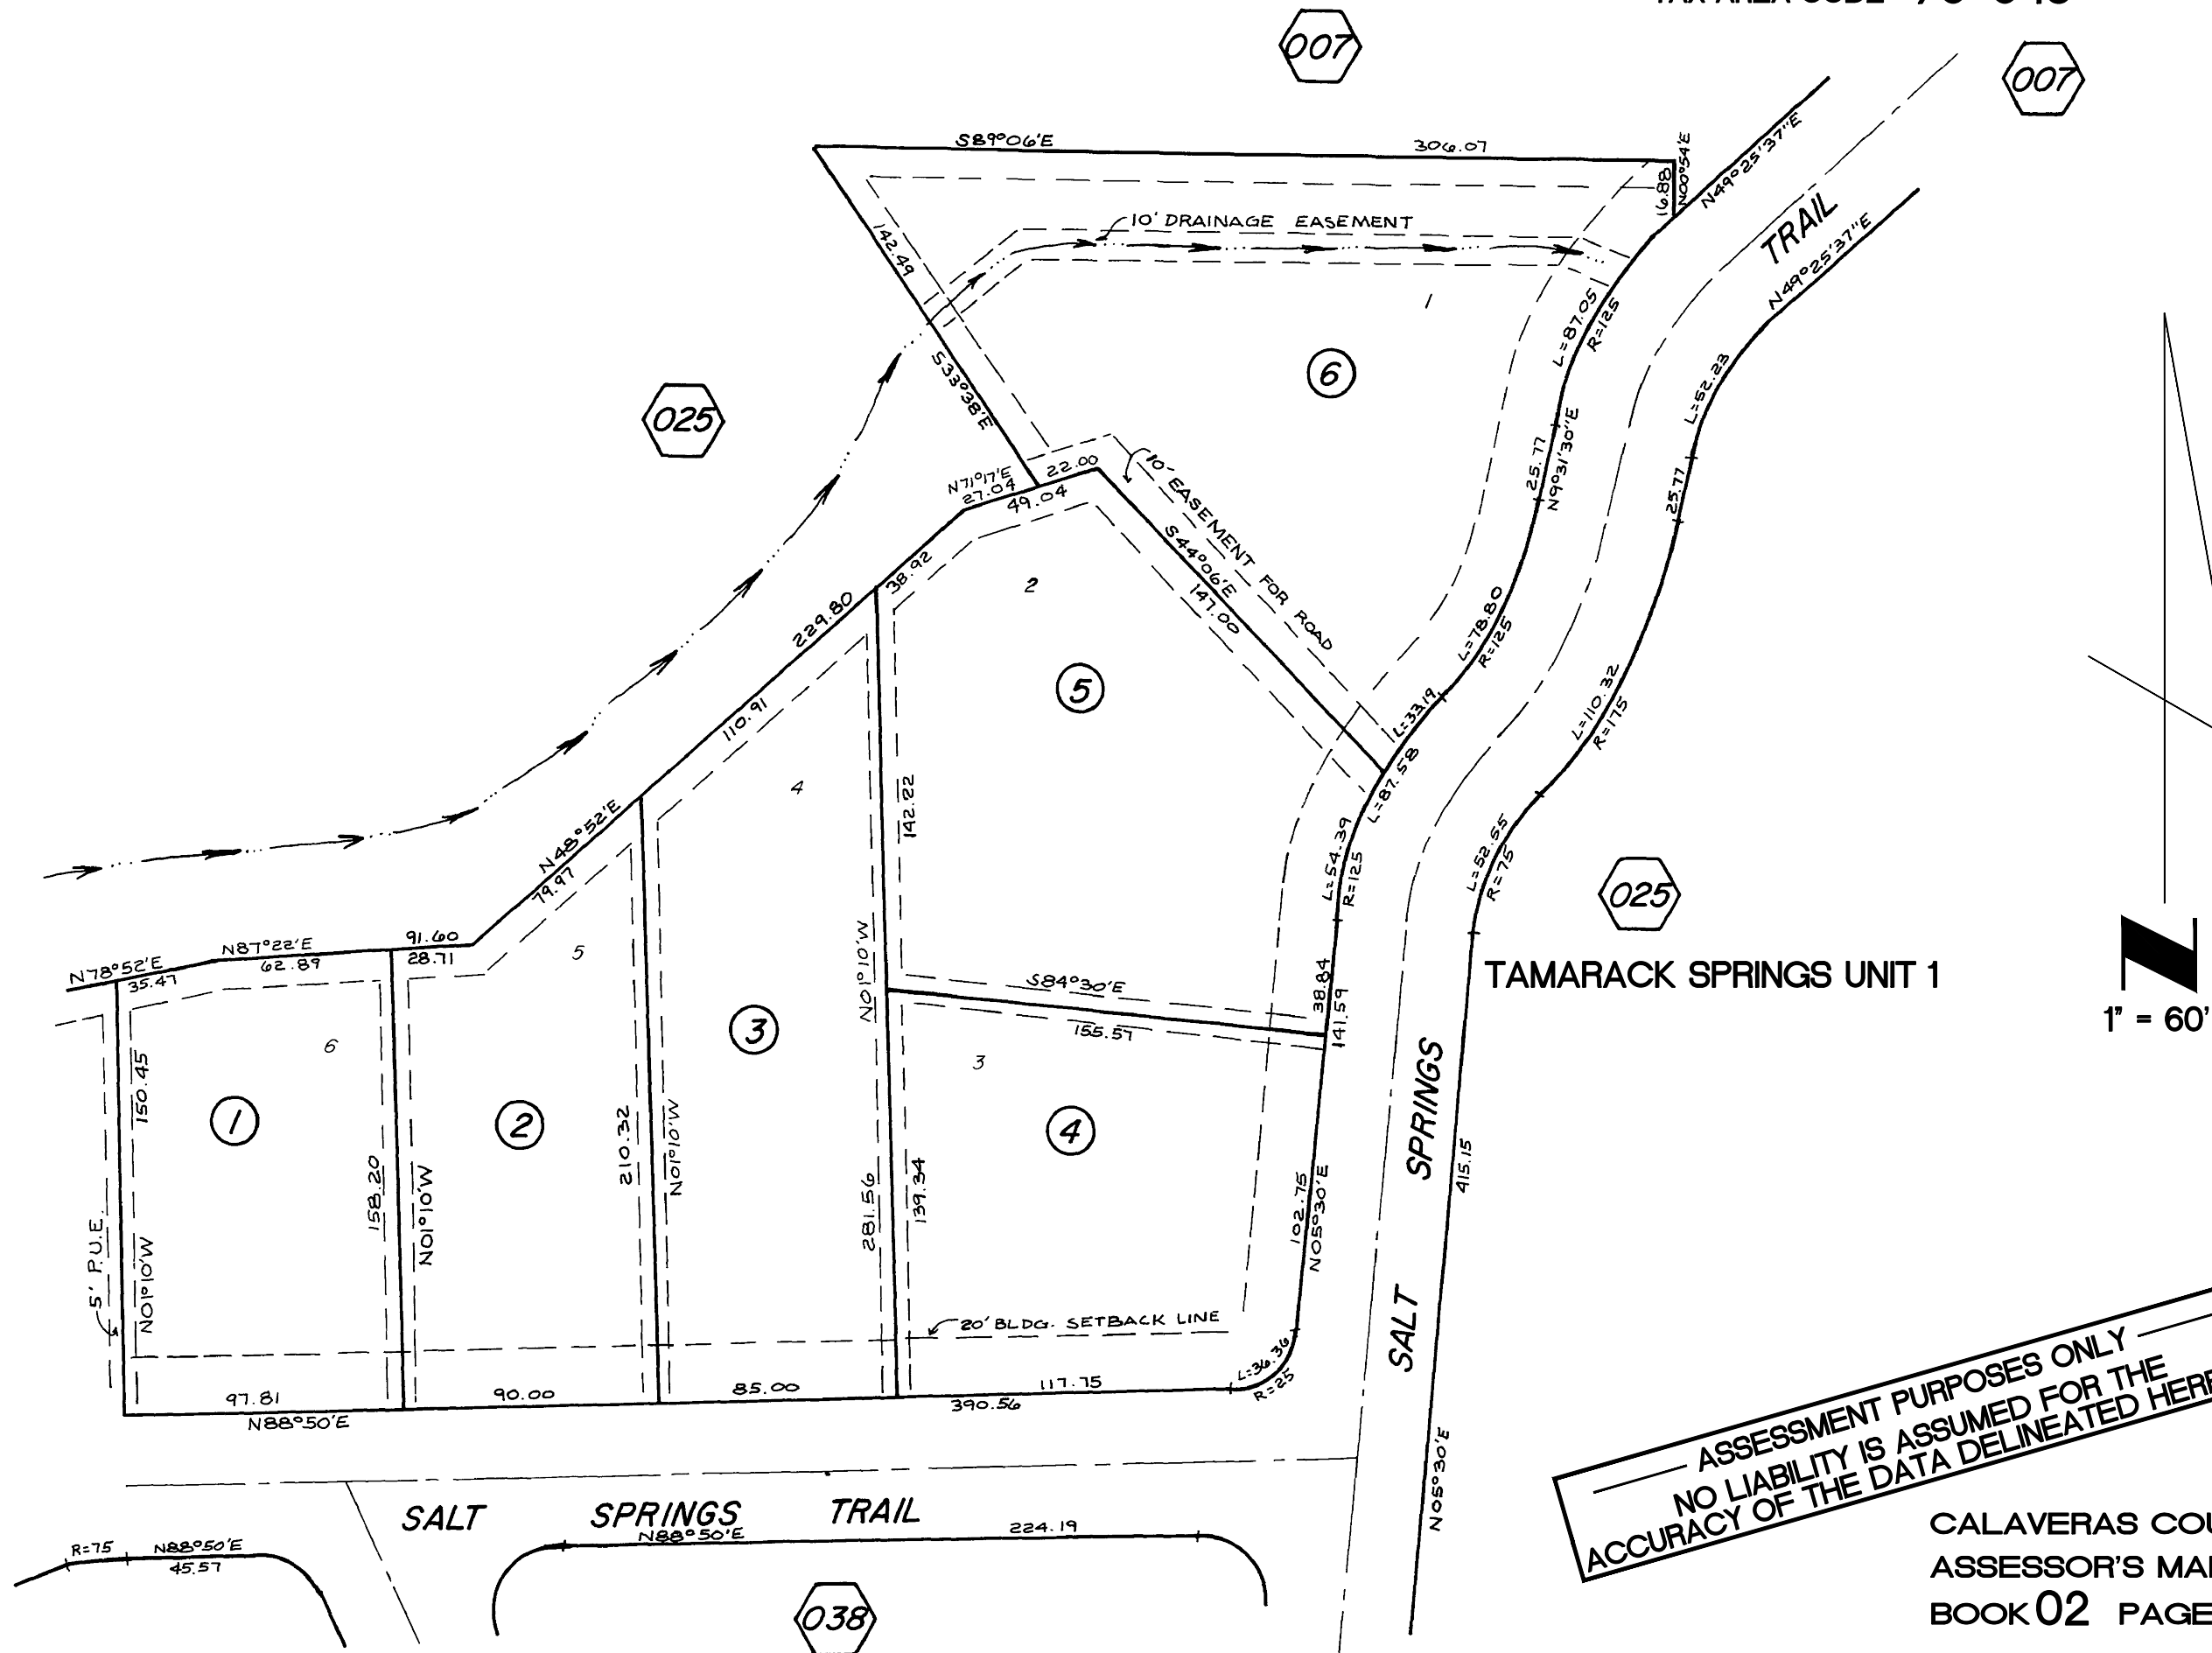 007
007
S89°06'E
306.07
16.88
N00°54'E
N49°25'37"E
TRAIL
N49°25'37"E
10' DRAINAGE EASEMENT
142.49
S33°38'E
1
L=87.05
R=125
6
025
L=52.23
25.77
N9°31'30"E
25.77
N71°17'E
27.04
22.00
49.04
10' EASEMENT FOR ROAD
S44°06'E
147.00
38.92
2
229.80
110.91
5
L=78.80
R=125
L=33.19
L=87.58
L=110.32
R=175
4
142.22
N48°52'E
79.97
L=54.39
R=125
L=52.55
R=75
025
TAMARACK SPRINGS UNIT 1
N87°22'E
62.89
91.60
28.71
5
N78°52'E
35.47
N01°10'W
S84°30'E
155.57
38.84
141.59
1" = 60'
6
3
3
150.45
1
2
4
158.20
N01°10'W
210.32
N01°10'W
281.56
139.34
102.75
N05°30'E
SALT SPRINGS
415.15
5' P.U.E.
N01°10'W
20' BLDG. SETBACK LINE
L=36.36
R=25
97.81
90.00
85.00
117.75
N88°50'E
390.56
N05°30'E
ASSESSMENT PURPOSES ONLY
NO LIABILITY IS ASSUMED FOR THE
ACCURACY OF THE DATA DELINEATED
SALT SPRINGS TRAIL
N88°50'E
224.19
R=75
N88°50'E
45.57
038
CALAVERAS
ASSESSOR'S
BOOK 02 PAGE